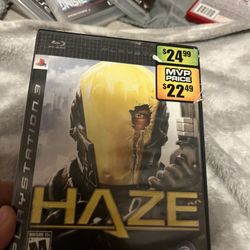 PLAYSTATION 3
$24.99
MVP
PRICE
$22.49
HAZE